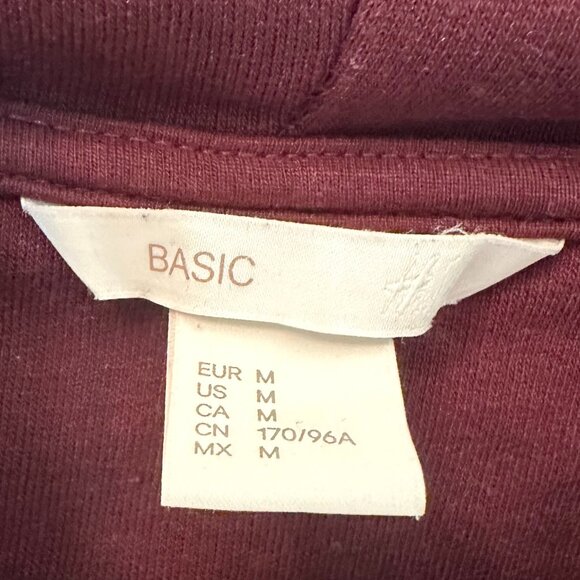 BASIC
EUR M
US M
CA M
CN 170/96A
MX M